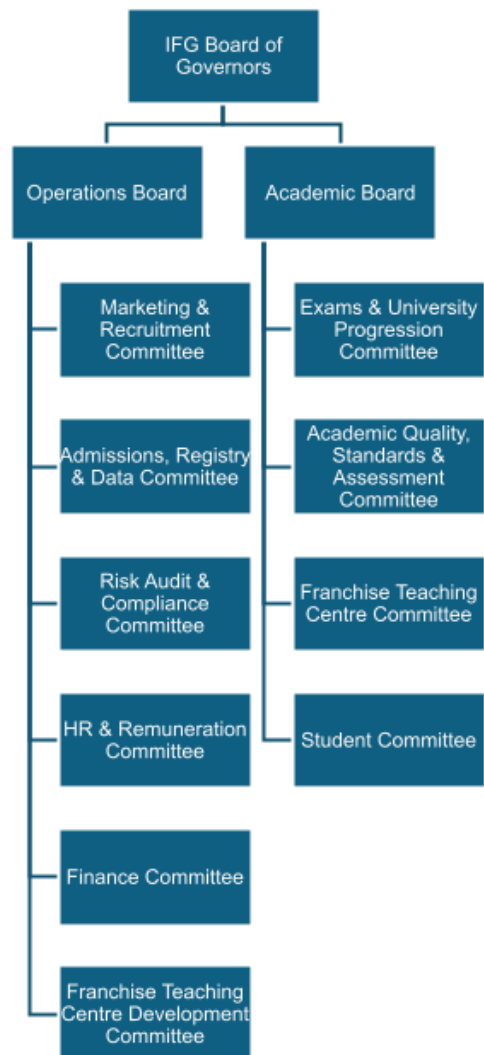 IFG Board of
Governors
Operations Board
Academic Board
Marketing &
Recruitment
Committee
Exams & University
Progression
Committee
Admissions, Registry
& Data Committee
Academic Quality,
Standards &
Assessment
Committee
Risk Audit &
Compliance
Committee
Franchise Teaching
Centre Committee
HR & Remuneration
Committee
Student Committee
Finance Committee
Franchise Teaching
Centre Development
Committee